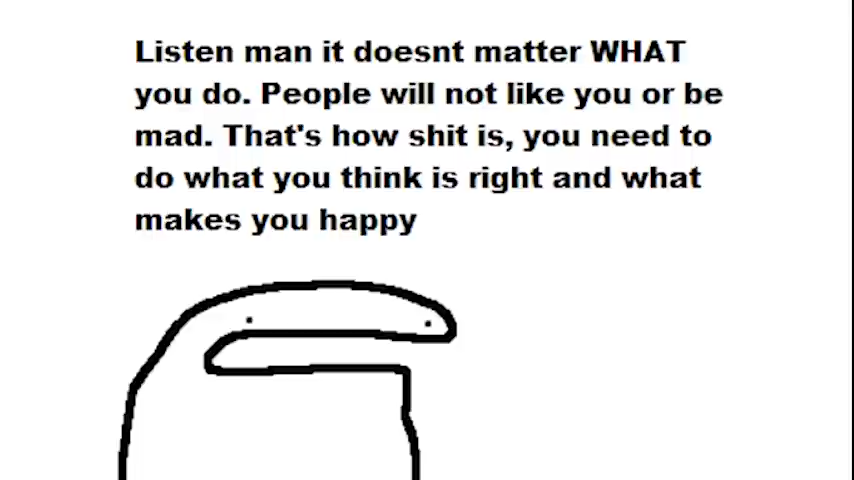 Listen man it doesnt matter WHAT
you do. People will not like you or be
mad. That's how shit is, you need to
do what you think is right and what
makes you happy